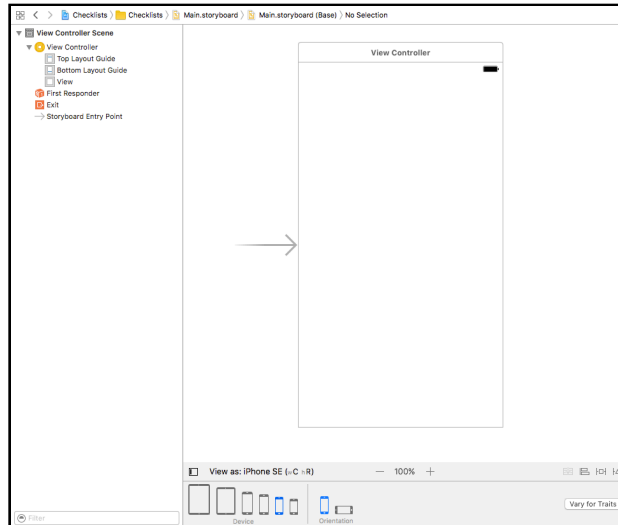 Checklists Checklists Main.storyboard Main.storyboard (Base) No Selection
View Controller Scene
View Controller
Top Layout Guide
Bottom Layout Guide
View
First Responder
Exit
Storyboard Entry Point
View Controller
View as: iPhone SE (wC hR)
100%
Filter
Device
Orientation
Vary for Traits